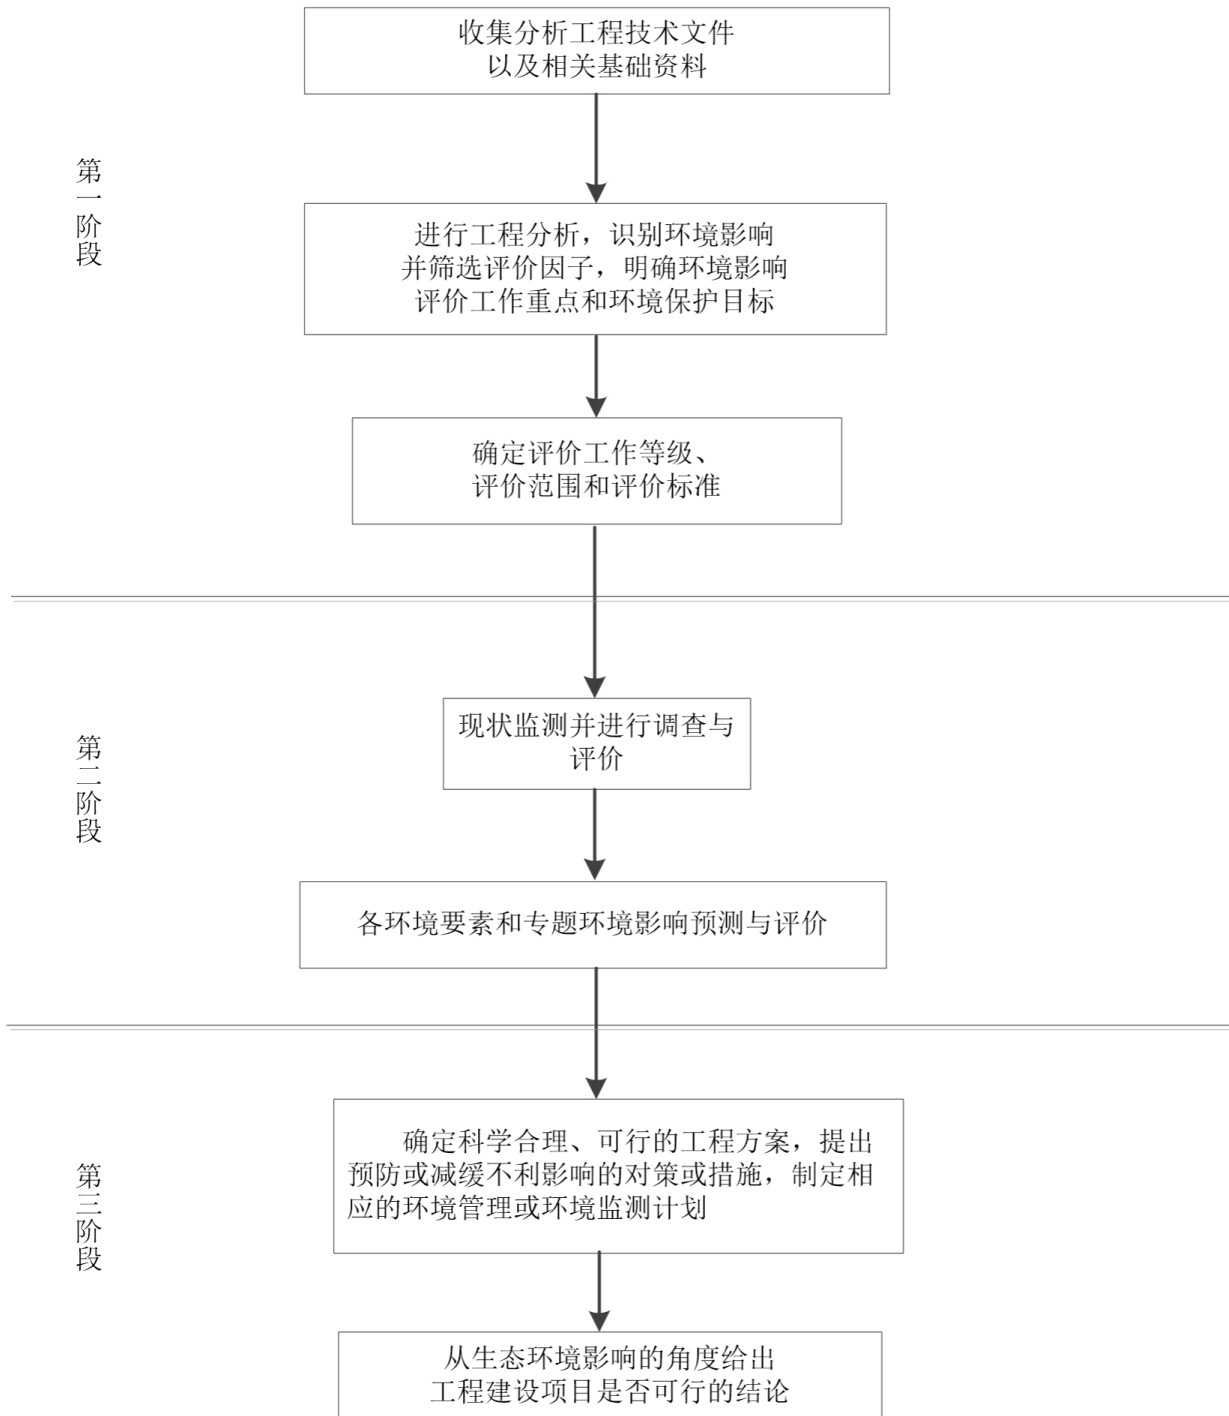 收集分析工程技术文件
以及相关基础资料
第一阶段
进行工程分析，识别环境影响
并筛选评价因子，明确环境影响
评价工作重点和环境保护目标
确定评价工作等级、
评价范围和评价标准
第二阶段
现状监测并进行调查与
评价
各环境要素和专题环境影响预测与评价
第三阶段
确定科学合理、可行的工程方案，提出
预防或减缓不利影响的对策或措施，制定相
应的环境管理或环境监测计划
从生态环境影响的角度给出
工程建设项目是否可行的结论